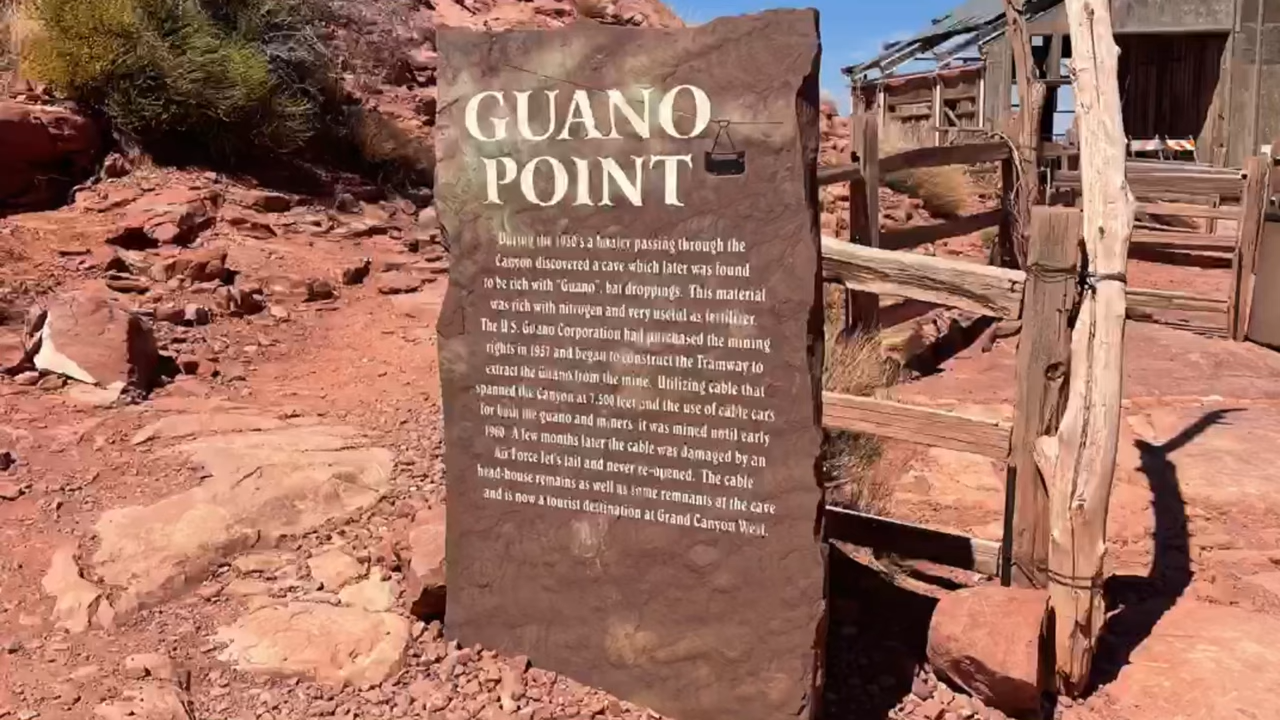 GUANO
POINT
During the 1930's a boater passing through the
Canyon discovered a cave which later was found
to be rich with "Guano", bat droppings. This material
was rich with nitrogen and very useful as fertilizer.
The U.S. Guano Corporation had purchased the mining
rights in 1957 and began to construct the Tramway to
extract the Guano from the mine. Utilizing cable that
spanned the Canyon at 7,500 feet and the use of cable cars
for both the guano and miners, it was mined until early
1960. A few months later the cable was damaged by an
Air Force let's tail and never re-opened. The cable
head-house remains as well as some remnants at the cave
and is now a tourist destination at Grand Canyon West.